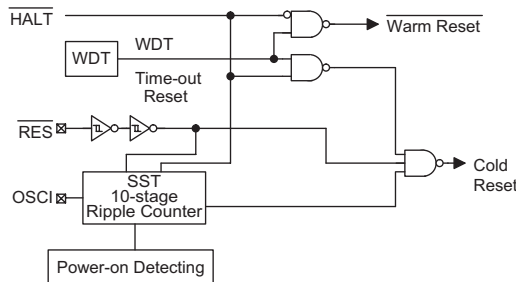 HALT
Warm Reset
WDT
WDT
Time-out
Reset
RES
Cold
Reset
OSCI
SST
10-stage
Ripple Counter
Power-on Detecting